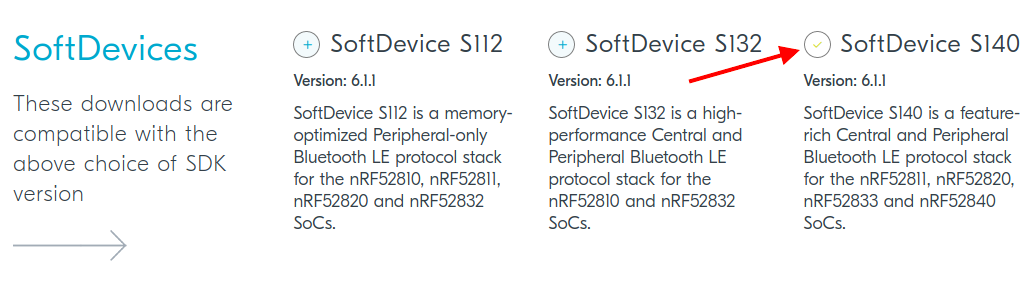 SoftDevices
These downloads are
compatible with the
above choice of SDK
version
SoftDevice S112
Version: 6.1.1
SoftDevice S112 is a memory-
optimized Peripheral-only
Bluetooth LE protocol stack
for the nRF52810, nRF52811,
nRF52820 and nRF52832
SoCs.
SoftDevice S132
Version: 6.1.1
SoftDevice S132 is a high-
performance Central and
Peripheral Bluetooth LE
protocol stack for the
nRF52810 and nRF52832
SoCs.
SoftDevice S140
Version: 6.1.1
SoftDevice S140 is a feature-
rich Central and Peripheral
Bluetooth LE protocol stack
for the nRF52811, nRF52820,
nRF52833 and nRF52840
SoCs.